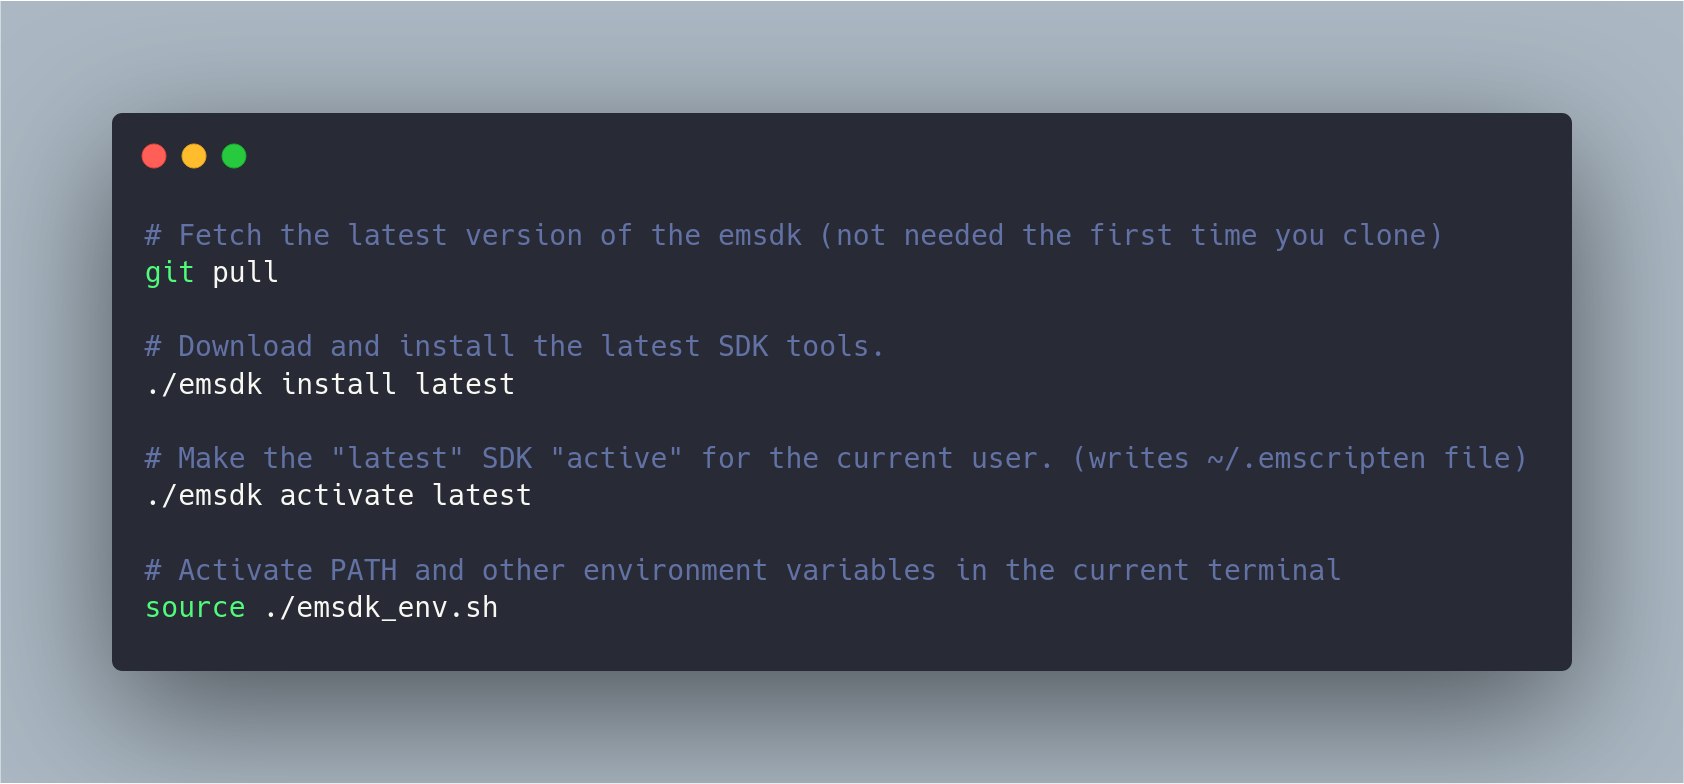 # Fetch the latest version of the emsdk (not needed the first time you clone)
git pull
# Download and install the latest SDK tools.
./emsdk install latest
# Make the "latest" SDK "active" for the current user. (writes ~/.emscripten file)
./emsdk activate latest
# Activate PATH and other environment variables in the current terminal
source ./emsdk_env.sh